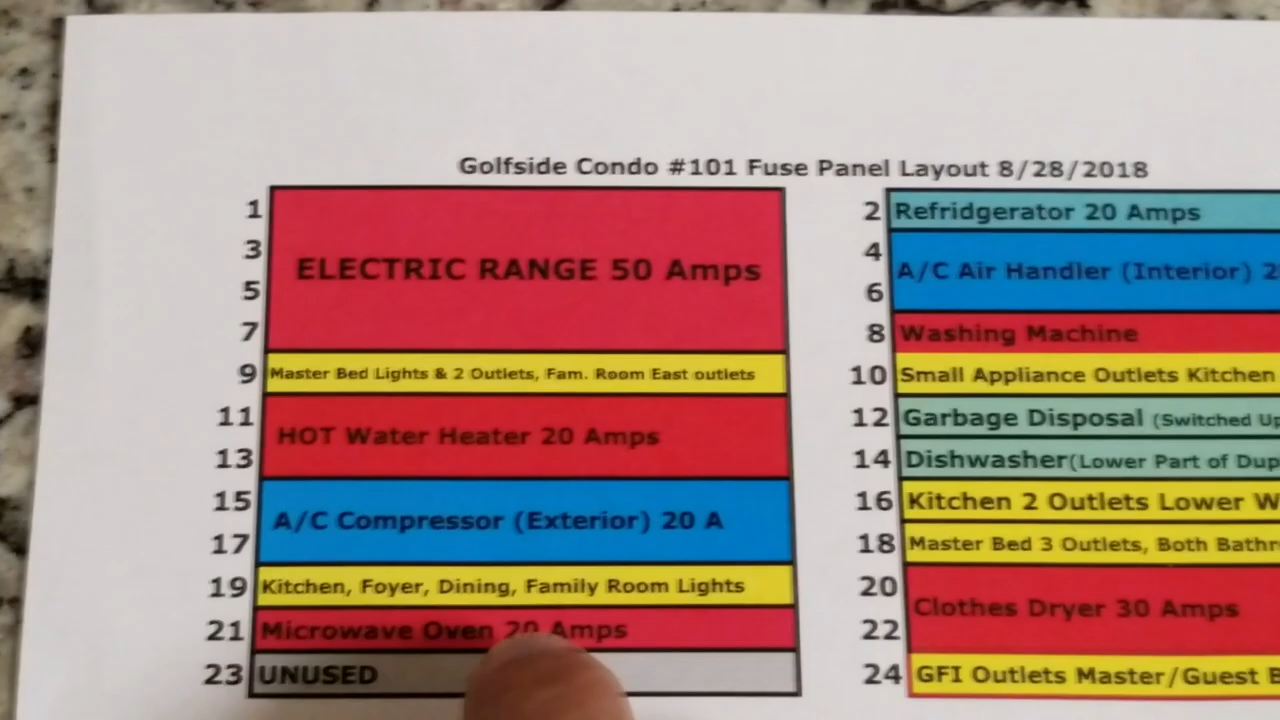 Golfside Condo #101 Fuse Panel Layout 8/28/2018
1
3
5
7
ELECTRIC RANGE 50 Amps
9 Master Bed Lights & 2 Outlets, Fam. Room East outlets
11
13
HOT Water Heater 20 Amps
15
17
A/C Compressor (Exterior) 20 A
19 Kitchen, Foyer, Dining, Family Room Lights
21 Microwave Oven 20 Amps
23 UNUSED
2 Refridgerator 20 Amps
4
6
A/C Air Handler (Interior) 2
8 Washing Machine
10 Small Appliance Outlets Kitchen
12 Garbage Disposal (Switched
14 Dishwasher(Lower Part of
16 Kitchen 2 Outlets Lower
18 Master Bed 3 Outlets, Both
20
22
Clothes Dryer 30 Amps
24 GFI Outlets Master/Guest